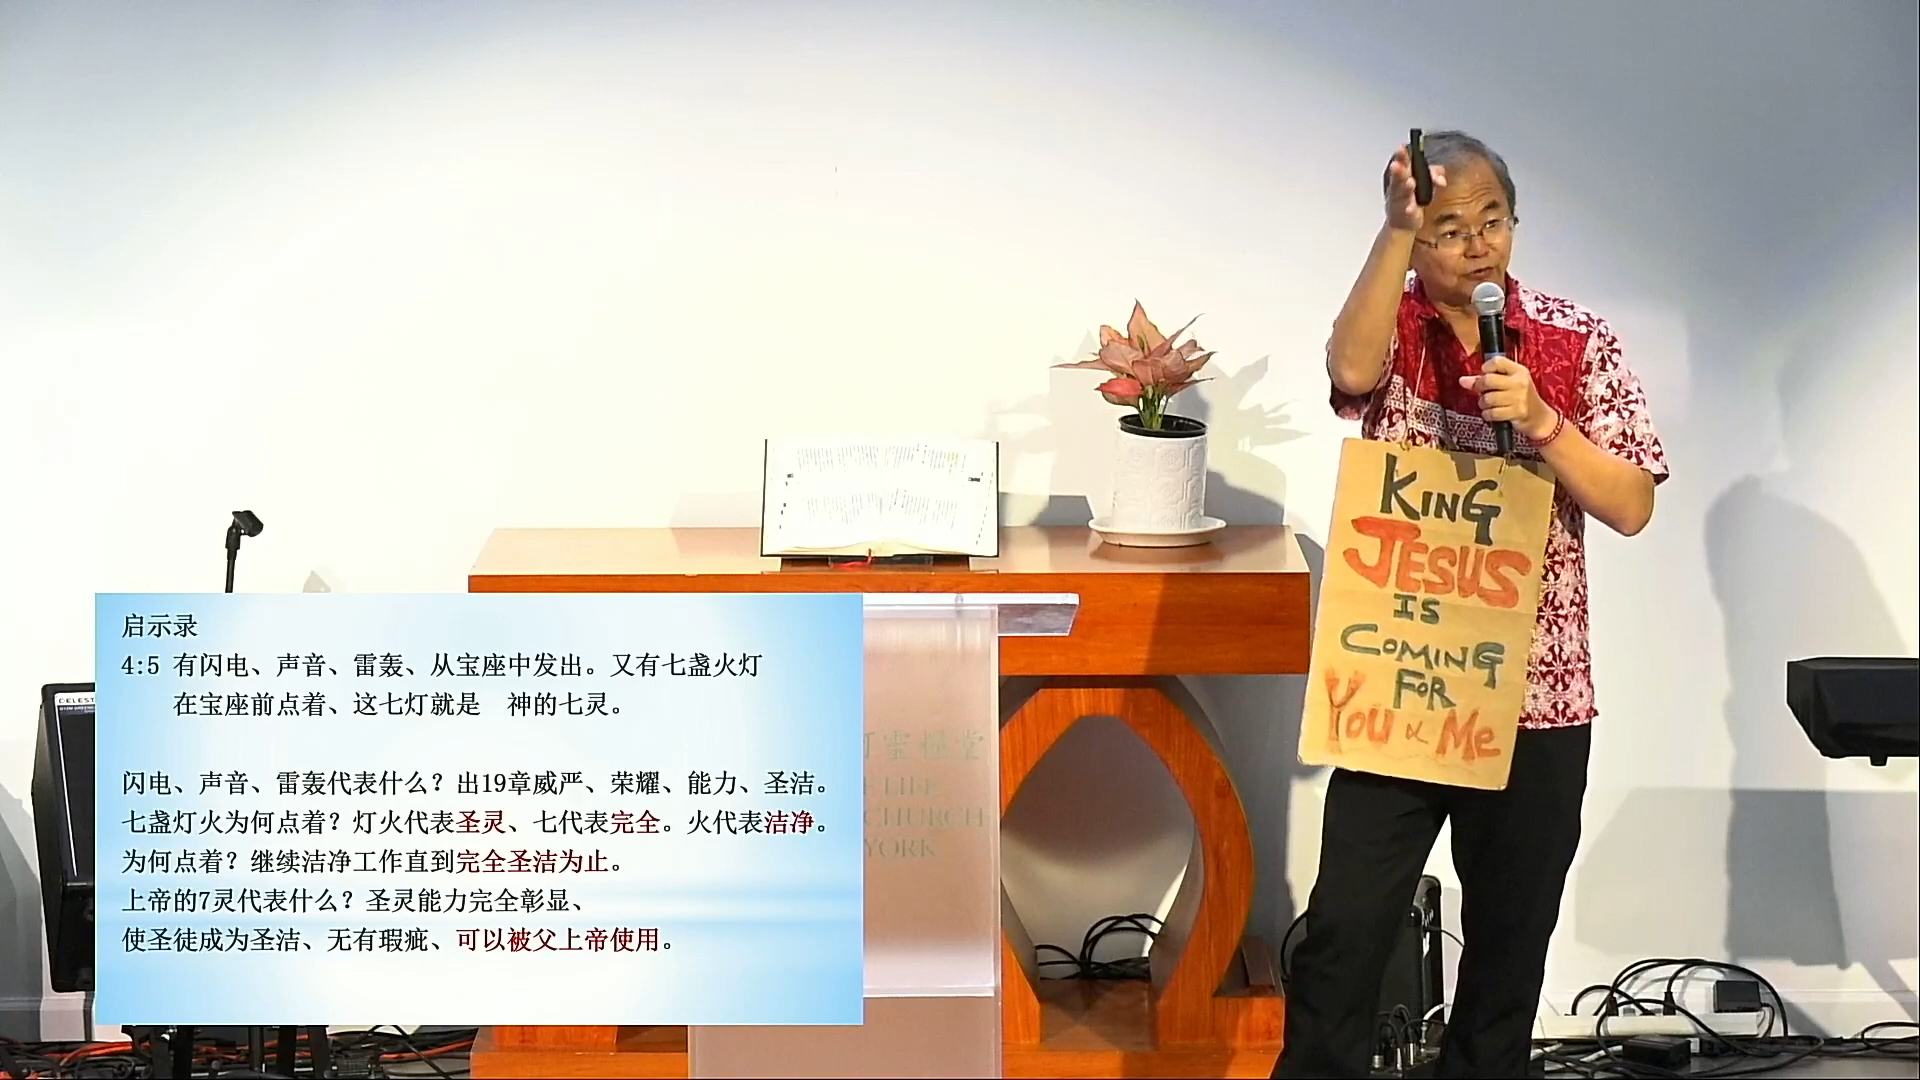 启示录
4:5 有闪电、声音、雷轰、从宝座中发出。又有七盏火灯
在宝座前点着、这七灯就是　神的七灵。
闪电、声音、雷轰代表什么？出19章威严、荣耀、能力、圣洁。
七盏灯火为何点着？灯火代表圣灵、七代表完全。火代表洁净。
为何点着？继续洁净工作直到完全圣洁为止。
上帝的7灵代表什么？圣灵能力完全彰显、
使圣徒成为圣洁、无有瑕疵、可以被父上帝使用。
KING
JESUS
IS
COMING
FOR
YOU & Me
靈糧堂
LIFE
CHURCH
YORK
CELEST